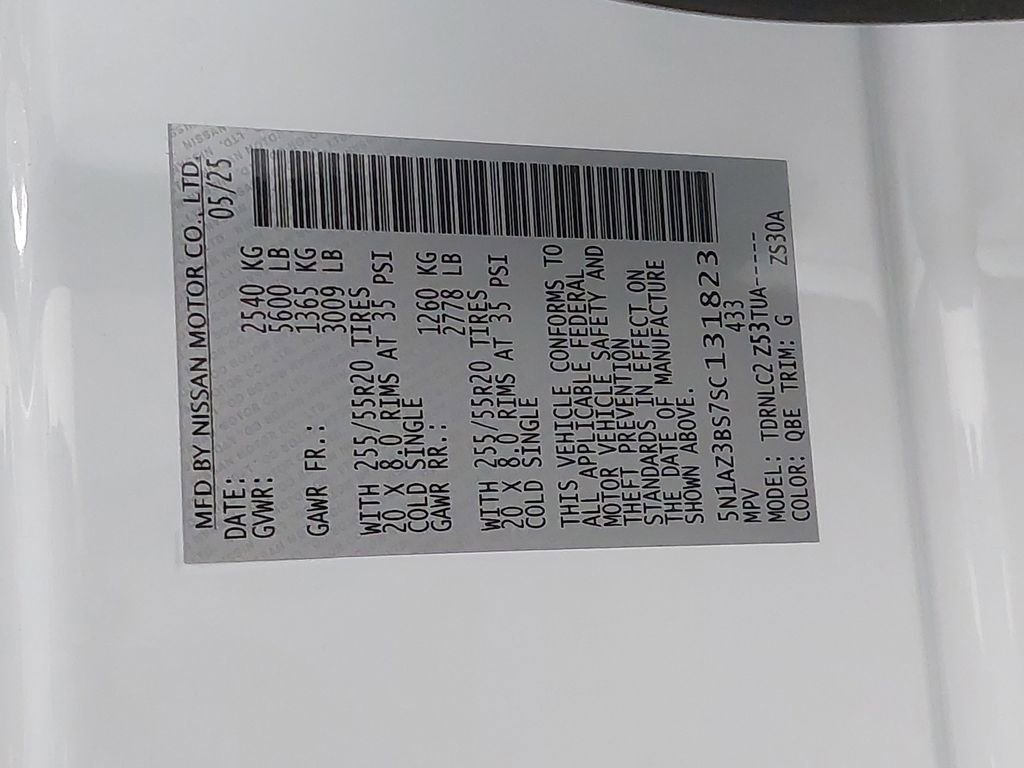 MFD BY NISSAN MOTOR CO., LTD.
DATE: 05/25
GVWR: 2540 KG
5600 LB
GAWR FR.: 1365 KG
3009 LB
WITH 255/55R20 TIRES
20 X 8.0 RIMS AT 35 PSI
COLD SINGLE
GAWR RR.: 1260 KG
2778 LB
WITH 255/55R20 TIRES
20 X 8.0 RIMS AT 35 PSI
COLD SINGLE
THIS VEHICLE CONFORMS TO
ALL APPLICABLE FEDERAL
MOTOR VEHICLE SAFETY AND
THEFT PREVENTION
STANDARDS IN EFFECT ON
THE DATE OF MANUFACTURE
SHOWN ABOVE.
5N1AZ3BS7SC131823
MPV 433
MODEL: TDRNLC2 Z53TUA-----
COLOR: QBE TRIM: G ZS30A